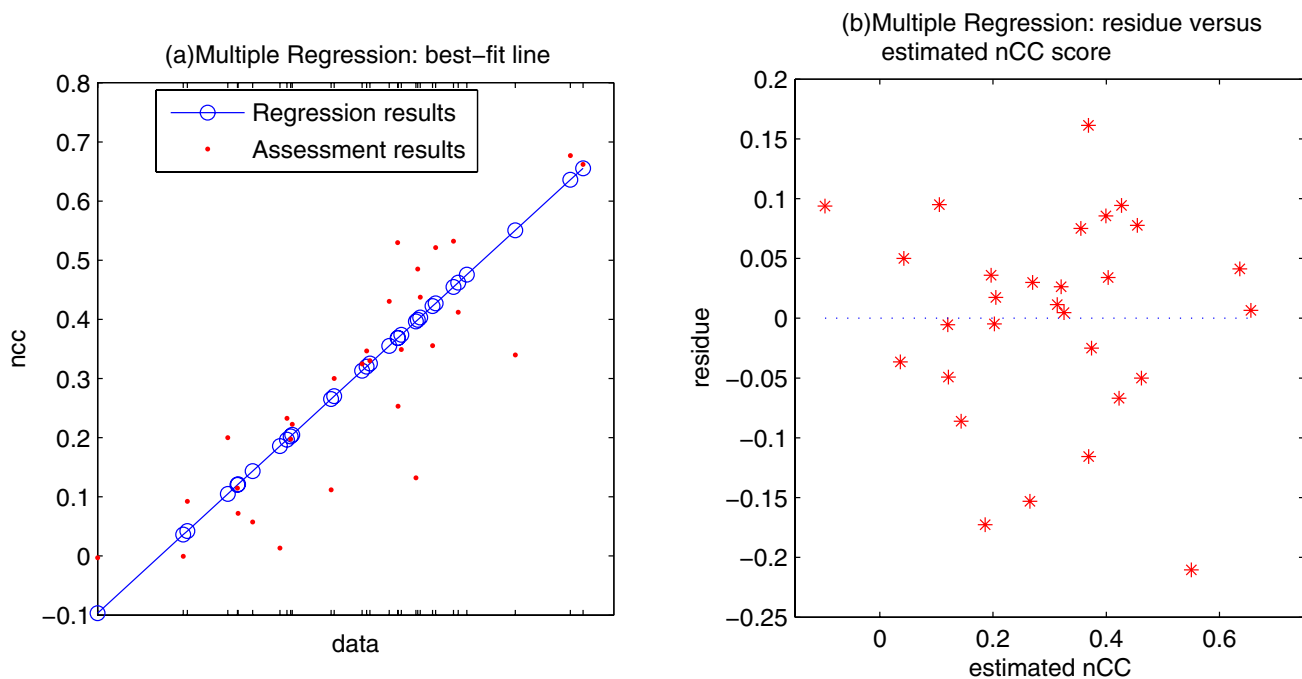 (a)Multiple Regression: best−fit line
0.8
0.7
0.6
0.5
0.4
0.3
0.2
0.1
0
−0.1
ncc
data
Regression results
Assessment results
(b)Multiple Regression: residue versus
estimated nCC score
0.2
0.15
0.1
0.05
0
−0.05
−0.1
−0.15
−0.2
−0.25
residue
0 0.2 0.4 0.6
estimated nCC